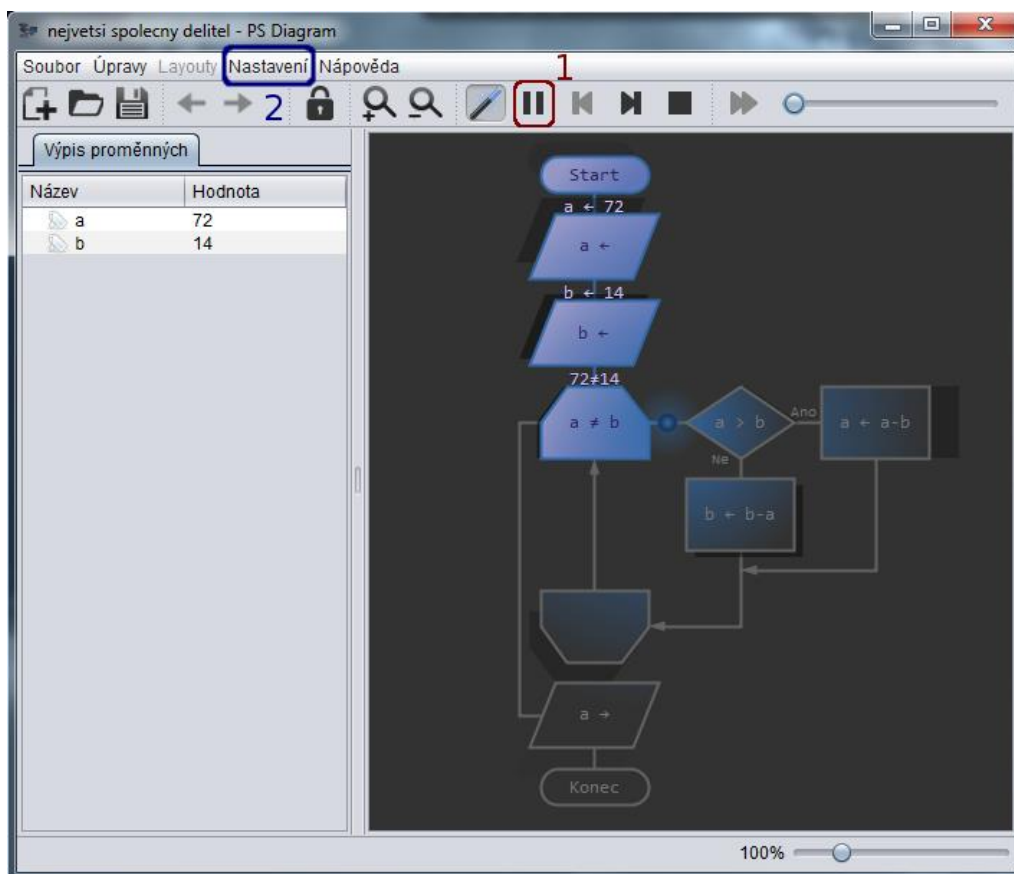 nejvetsi spolecny delitel - PS Diagram
Soubor Úpravy Layouty Nastavení Nápověda
1
2
Výpis proměnných
Název Hodnota
a 72
b 14
Start
a ← 72
a ←
b ← 14
b ←
72≠14
a ≠ b
a > b
Ano
a ← a-b
Ne
b ← b-a
a →
Konec
100%